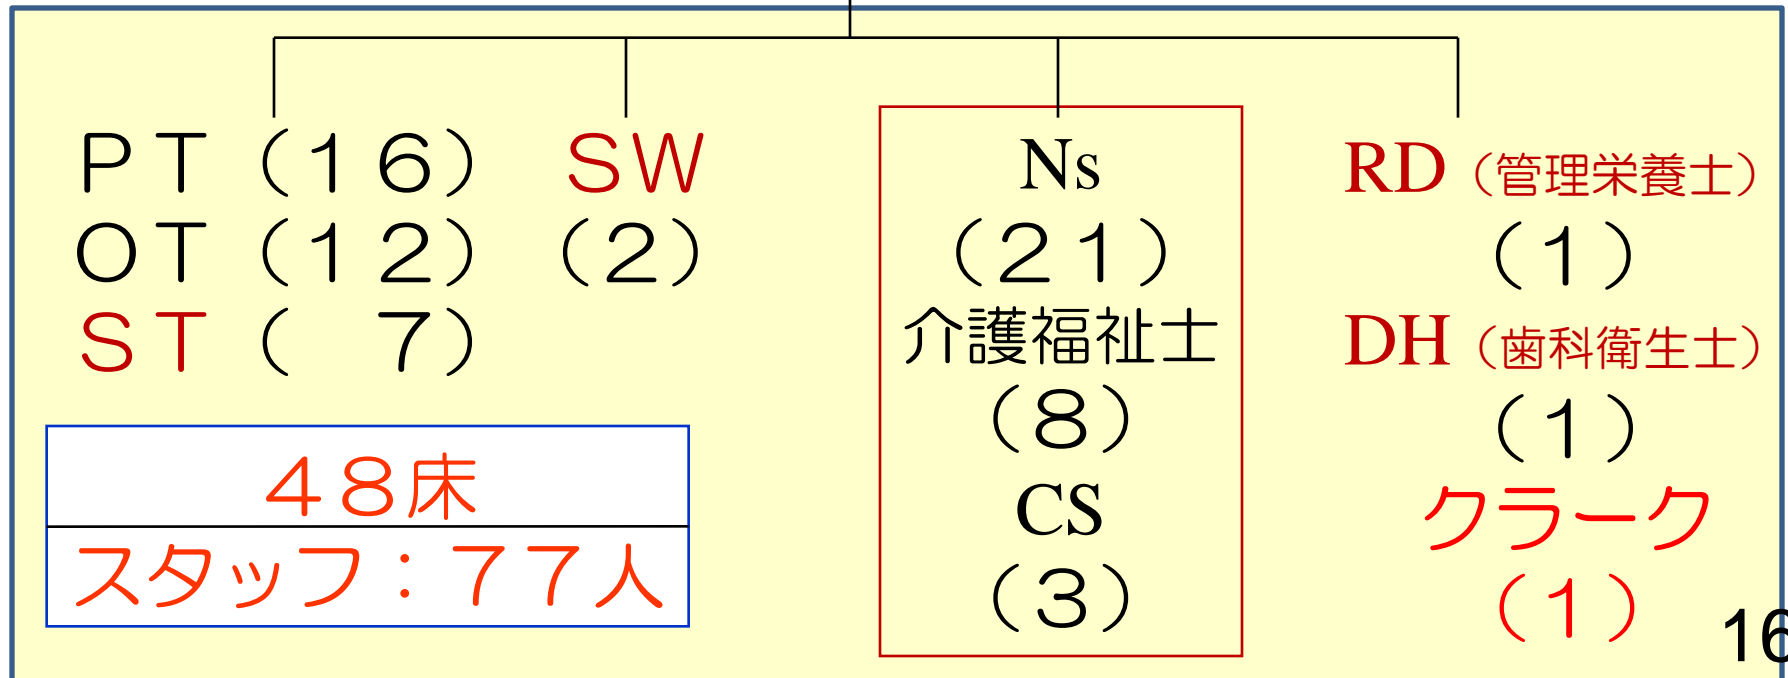 ＰＴ（１６）
ＯＴ（１２）
ＳＴ（　７）
ＳＷ
（２）
Ns
（２１）
介護福祉士
（８）
CS
（３）
RD（管理栄養士）
（１）
DH（歯科衛生士）
（１）
クラーク
（１）
４８床
スタッフ：７７人
16